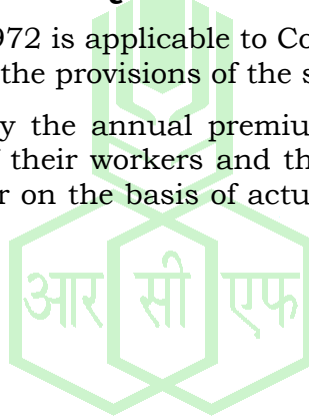 972 is applicable to Co
the provisions of the s
y the annual premiu
f their workers and th
r on the basis of actu
आर सी एफ